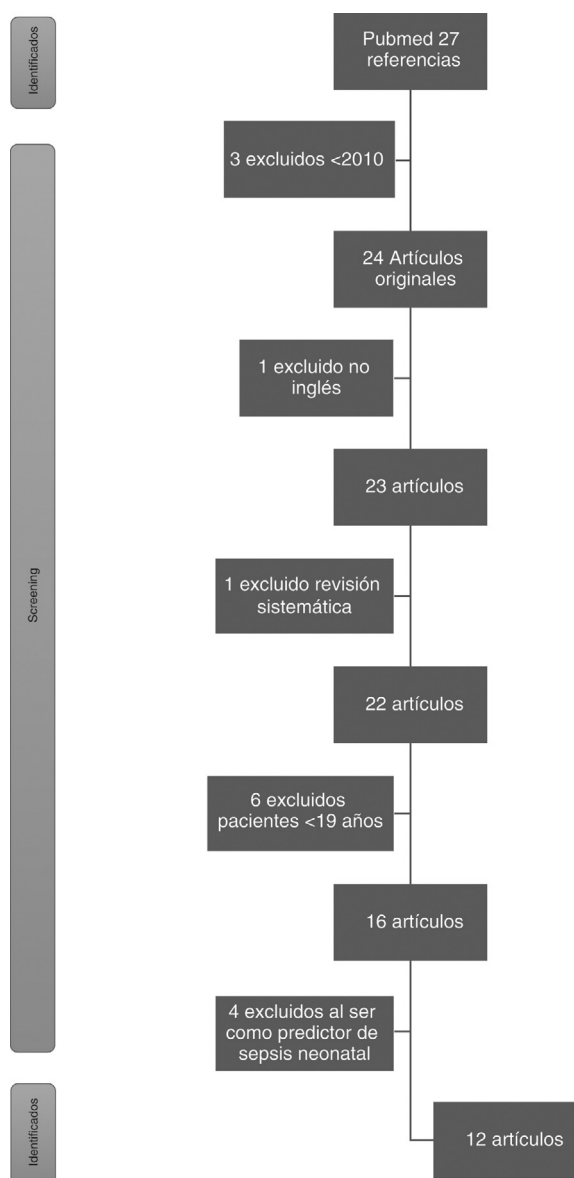 Identificados
Pubmed 27
referencias
3 excluidos <2010
24 Artículos
originales
1 excluido no
inglés
23 artículos
Screening
1 excluido revisión
sistemática
22 artículos
6 excluidos
pacientes <19 años
16 artículos
4 excluidos al ser
como predictor de
sepsis neonatal
Identificados
12 artículos